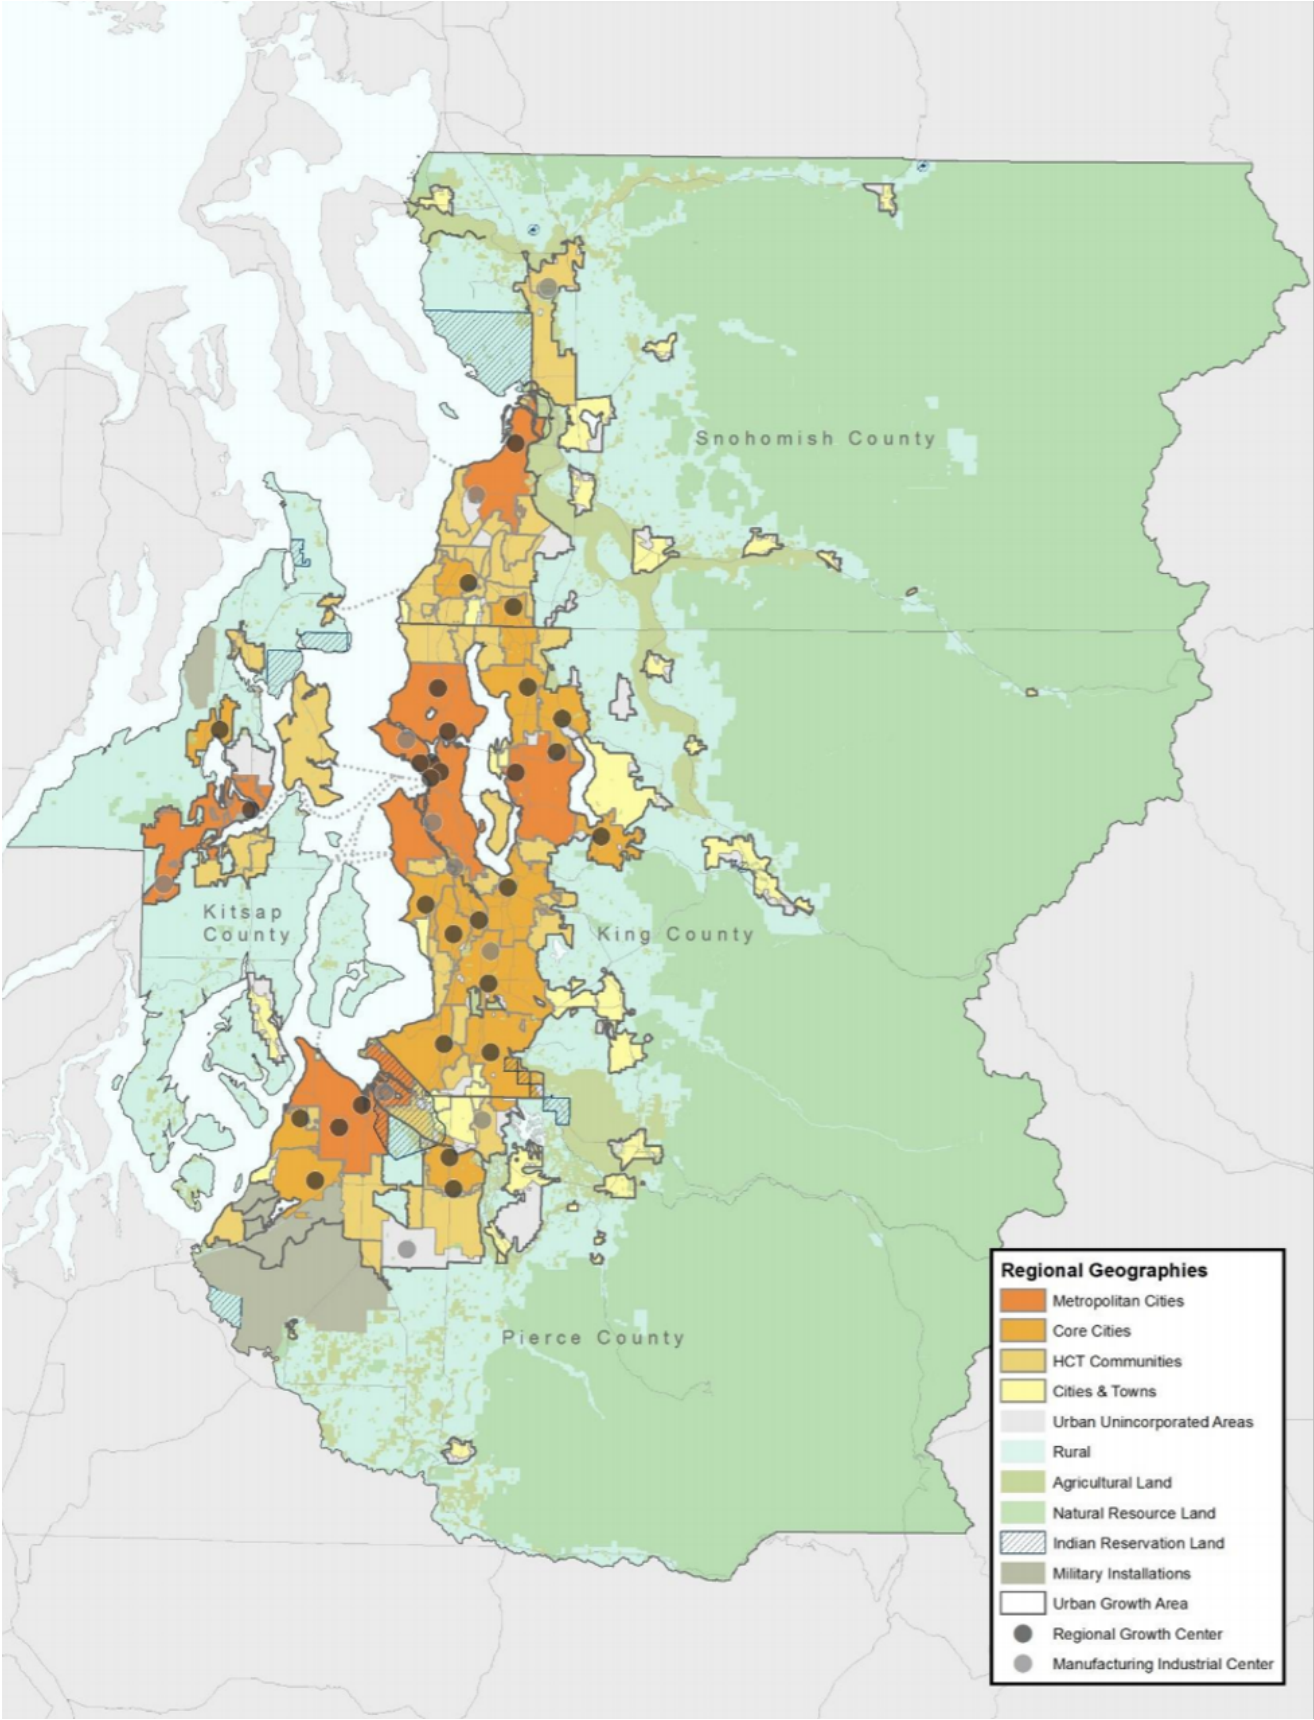 Snohomish County
Kitsap
County
King County
Pierce County
Regional Geographies
Metropolitan Cities
Core Cities
HCT Communities
Cities & Towns
Urban Unincorporated Areas
Rural
Agricultural Land
Natural Resource Land
Indian Reservation Land
Military Installations
Urban Growth Area
Regional Growth Center
Manufacturing Industrial Center